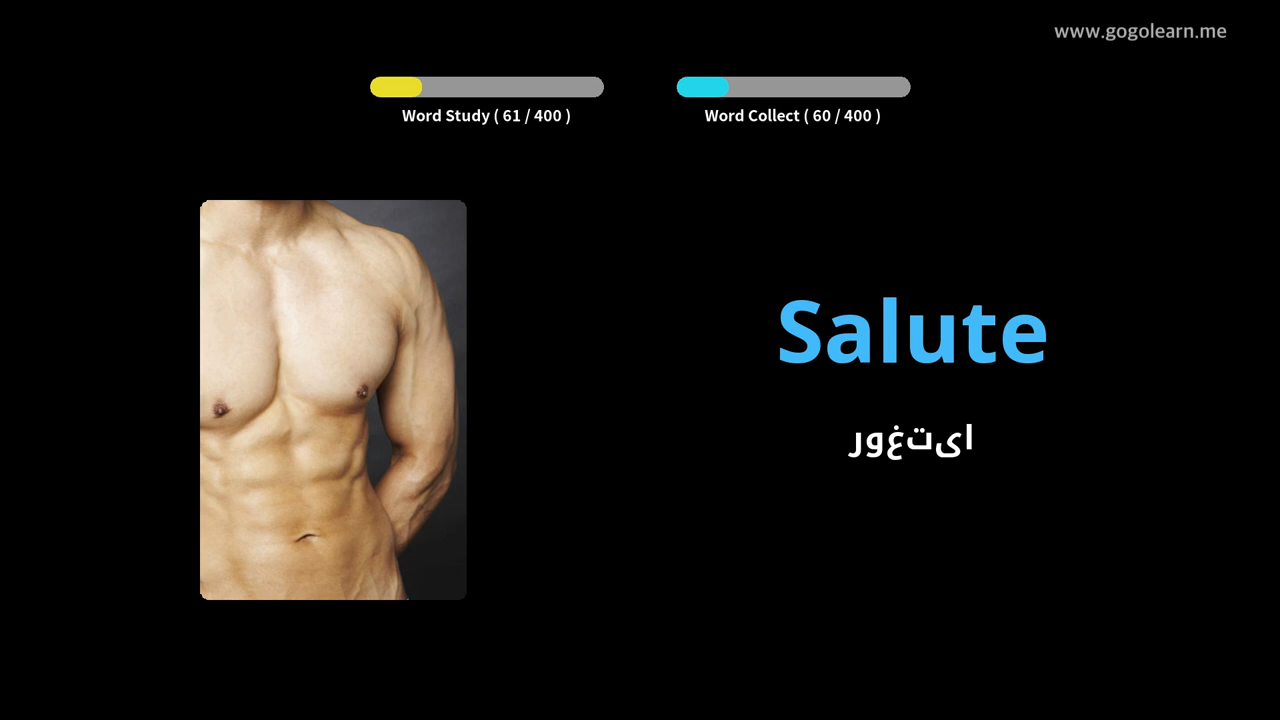 www.gogolearn.me
Word Study ( 61 / 400 )
Word Collect ( 60 / 400 )
Salute
ایتغور